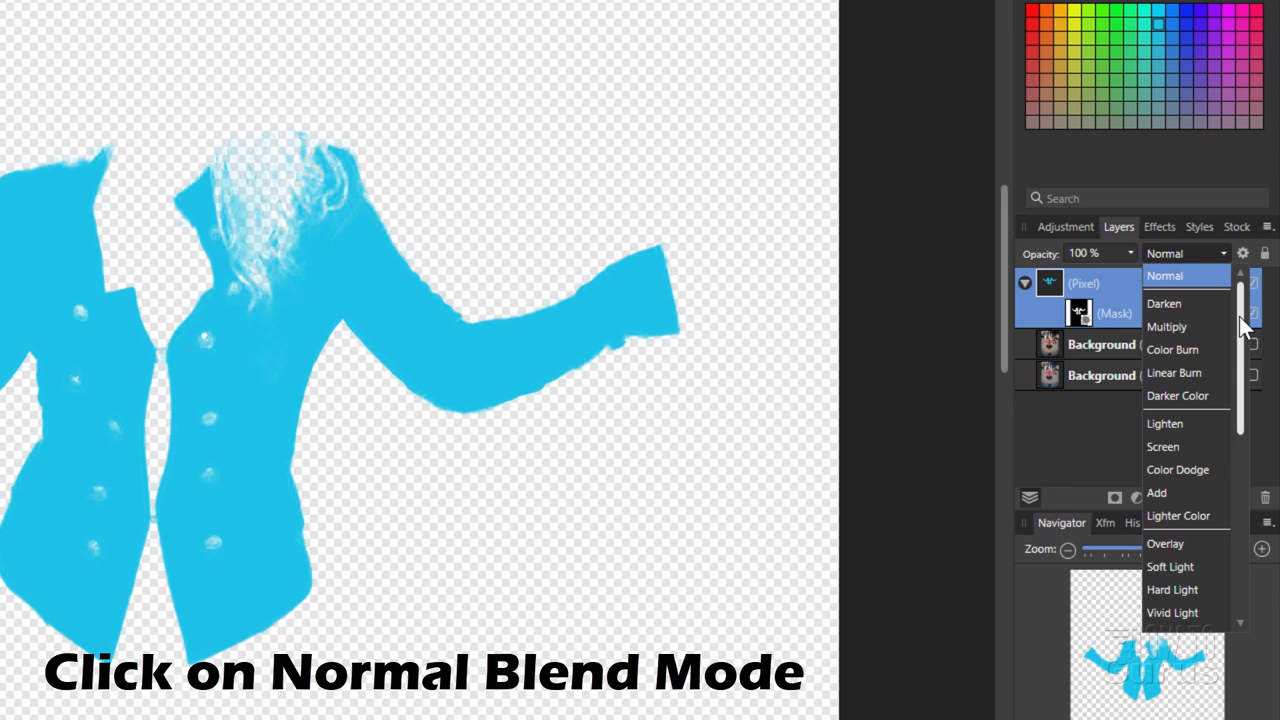 Search
Adjustment Layers Effects Styles Stock
Opacity: 100 % Normal
Normal
(Pixel)
Darken
(Mask)
Multiply
Background (
Color Burn
Linear Burn
Background (
Darker Color
Lighten
Screen
Color Dodge
Add
Lighter Color
Navigator Xfm His
Overlay
Zoom:
Soft Light
Hard Light
Vivid Light
Click on Normal Blend Mode